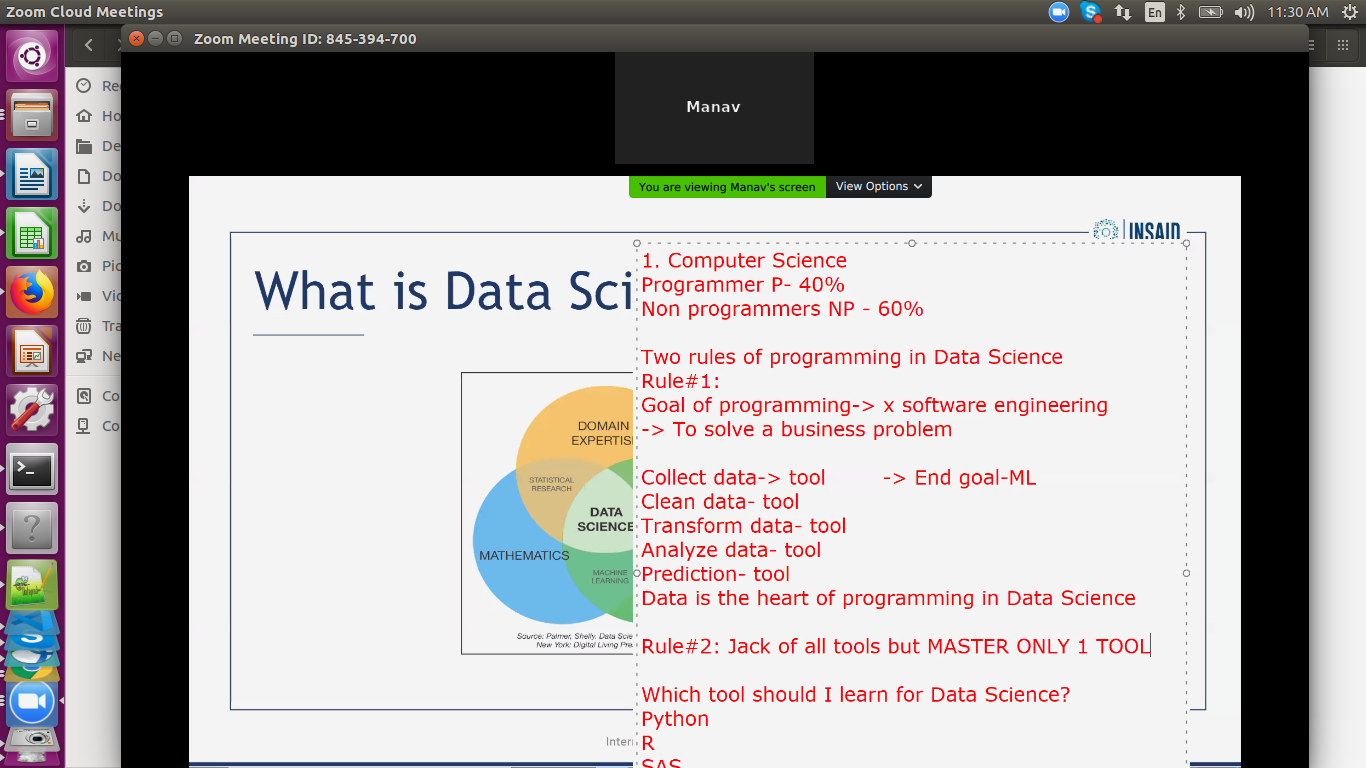 Zoom Cloud Meetings
En
11:30 AM
Zoom Meeting ID: 845-394-700
Re
Ho
De
Do
Do
Mu
Pic
Vi
Tra
Ne
Co
Co
Manav
You are viewing Manav's screen
View Options
INSAID
What is Data Sci
1. Computer Science
Programmer P- 40%
Non programmers NP - 60%
Two rules of programming in Data Science
Rule#1:
Goal of programming-> x software engineering
-> To solve a business problem
Collect data-> tool -> End goal-ML
Clean data- tool
Transform data- tool
Analyze data- tool
Prediction- tool
Data is the heart of programming in Data Science
Rule#2: Jack of all tools but MASTER ONLY 1 TOOL
Which tool should I learn for Data Science?
Python
R
SAS
DOMAIN
EXPERTIS
STATISTICAL
RESEARCH
DATA
SCIENCE
MATHEMATICS
MACHINE
LEARNING
Source: Palmer, Shelly. Data Scie
New York: Digital Living Pre
Inter